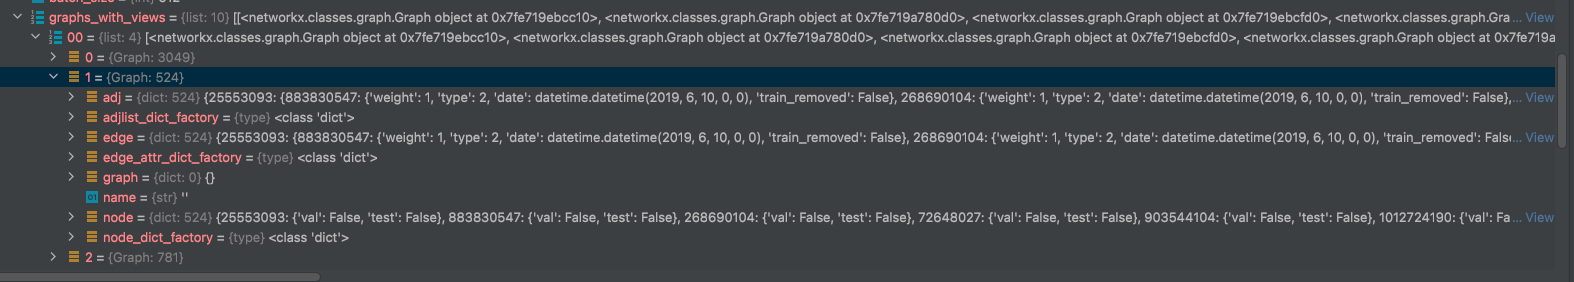 graphs_with_views = {list: 10} [[<networkx.classes.graph.Graph object at 0x7fe719ebcc10>, <networkx.classes.graph.Graph object at 0x7fe719a780d0>, <networkx.classes.graph.Graph object at 0x7fe719ebcfd0>, <networkx.classes.graph.Gra... View
00 = {list: 4} [<networkx.classes.graph.Graph object at 0x7fe719ebcc10>, <networkx.classes.graph.Graph object at 0x7fe719a780d0>, <networkx.classes.graph.Graph object at 0x7fe719ebcfd0>, <networkx.classes.graph.Graph object at 0x7fe719a... View
0 = {Graph: 3049}
1 = {Graph: 524}
adj = {dict: 524} {25553093: {883830547: {'weight': 1, 'type': 2, 'date': datetime.datetime(2019, 6, 10, 0, 0), 'train_removed': False}, 268690104: {'weight': 1, 'type': 2, 'date': datetime.datetime(2019, 6, 10, 0, 0), 'train_removed': False},... View
adjlist_dict_factory = {type} <class 'dict'>
edge = {dict: 524} {25553093: {883830547: {'weight': 1, 'type': 2, 'date': datetime.datetime(2019, 6, 10, 0, 0), 'train_removed': False}, 268690104: {'weight': 1, 'type': 2, 'date': datetime.datetime(2019, 6, 10, 0, 0), 'train_removed': False... View
edge_attr_dict_factory = {type} <class 'dict'>
graph = {dict: 0} {}
01 name = {str} ''
node = {dict: 524} {25553093: {'val': False, 'test': False}, 883830547: {'val': False, 'test': False}, 268690104: {'val': False, 'test': False}, 72648027: {'val': False, 'test': False}, 903544104: {'val': False, 'test': False}, 1012724190: {'val': Fa... View
node_dict_factory = {type} <class 'dict'>
2 = {Graph: 781}